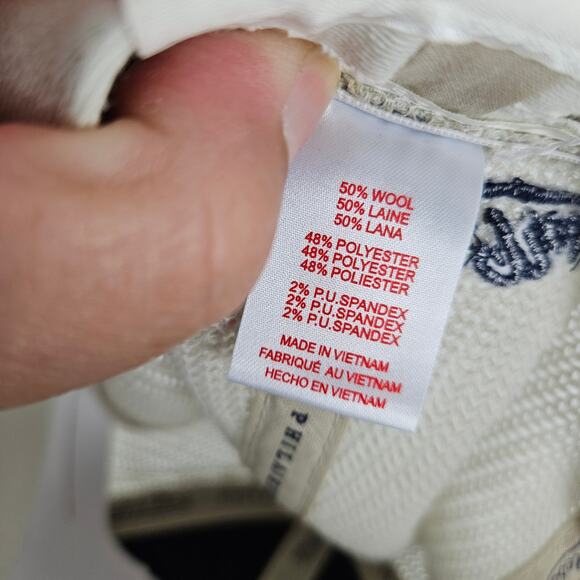 50% WOOL
50% LAINE
50% LANA
48% POLYESTER
48% POLYESTER
48% POLIESTER
2% P.U.SPANDEX
2% P.U.SPANDEX
2% P.U.SPANDEX
MADE IN VIETNAM
FABRIQUÉ AU VIETNAM
HECHO EN VIETNAM